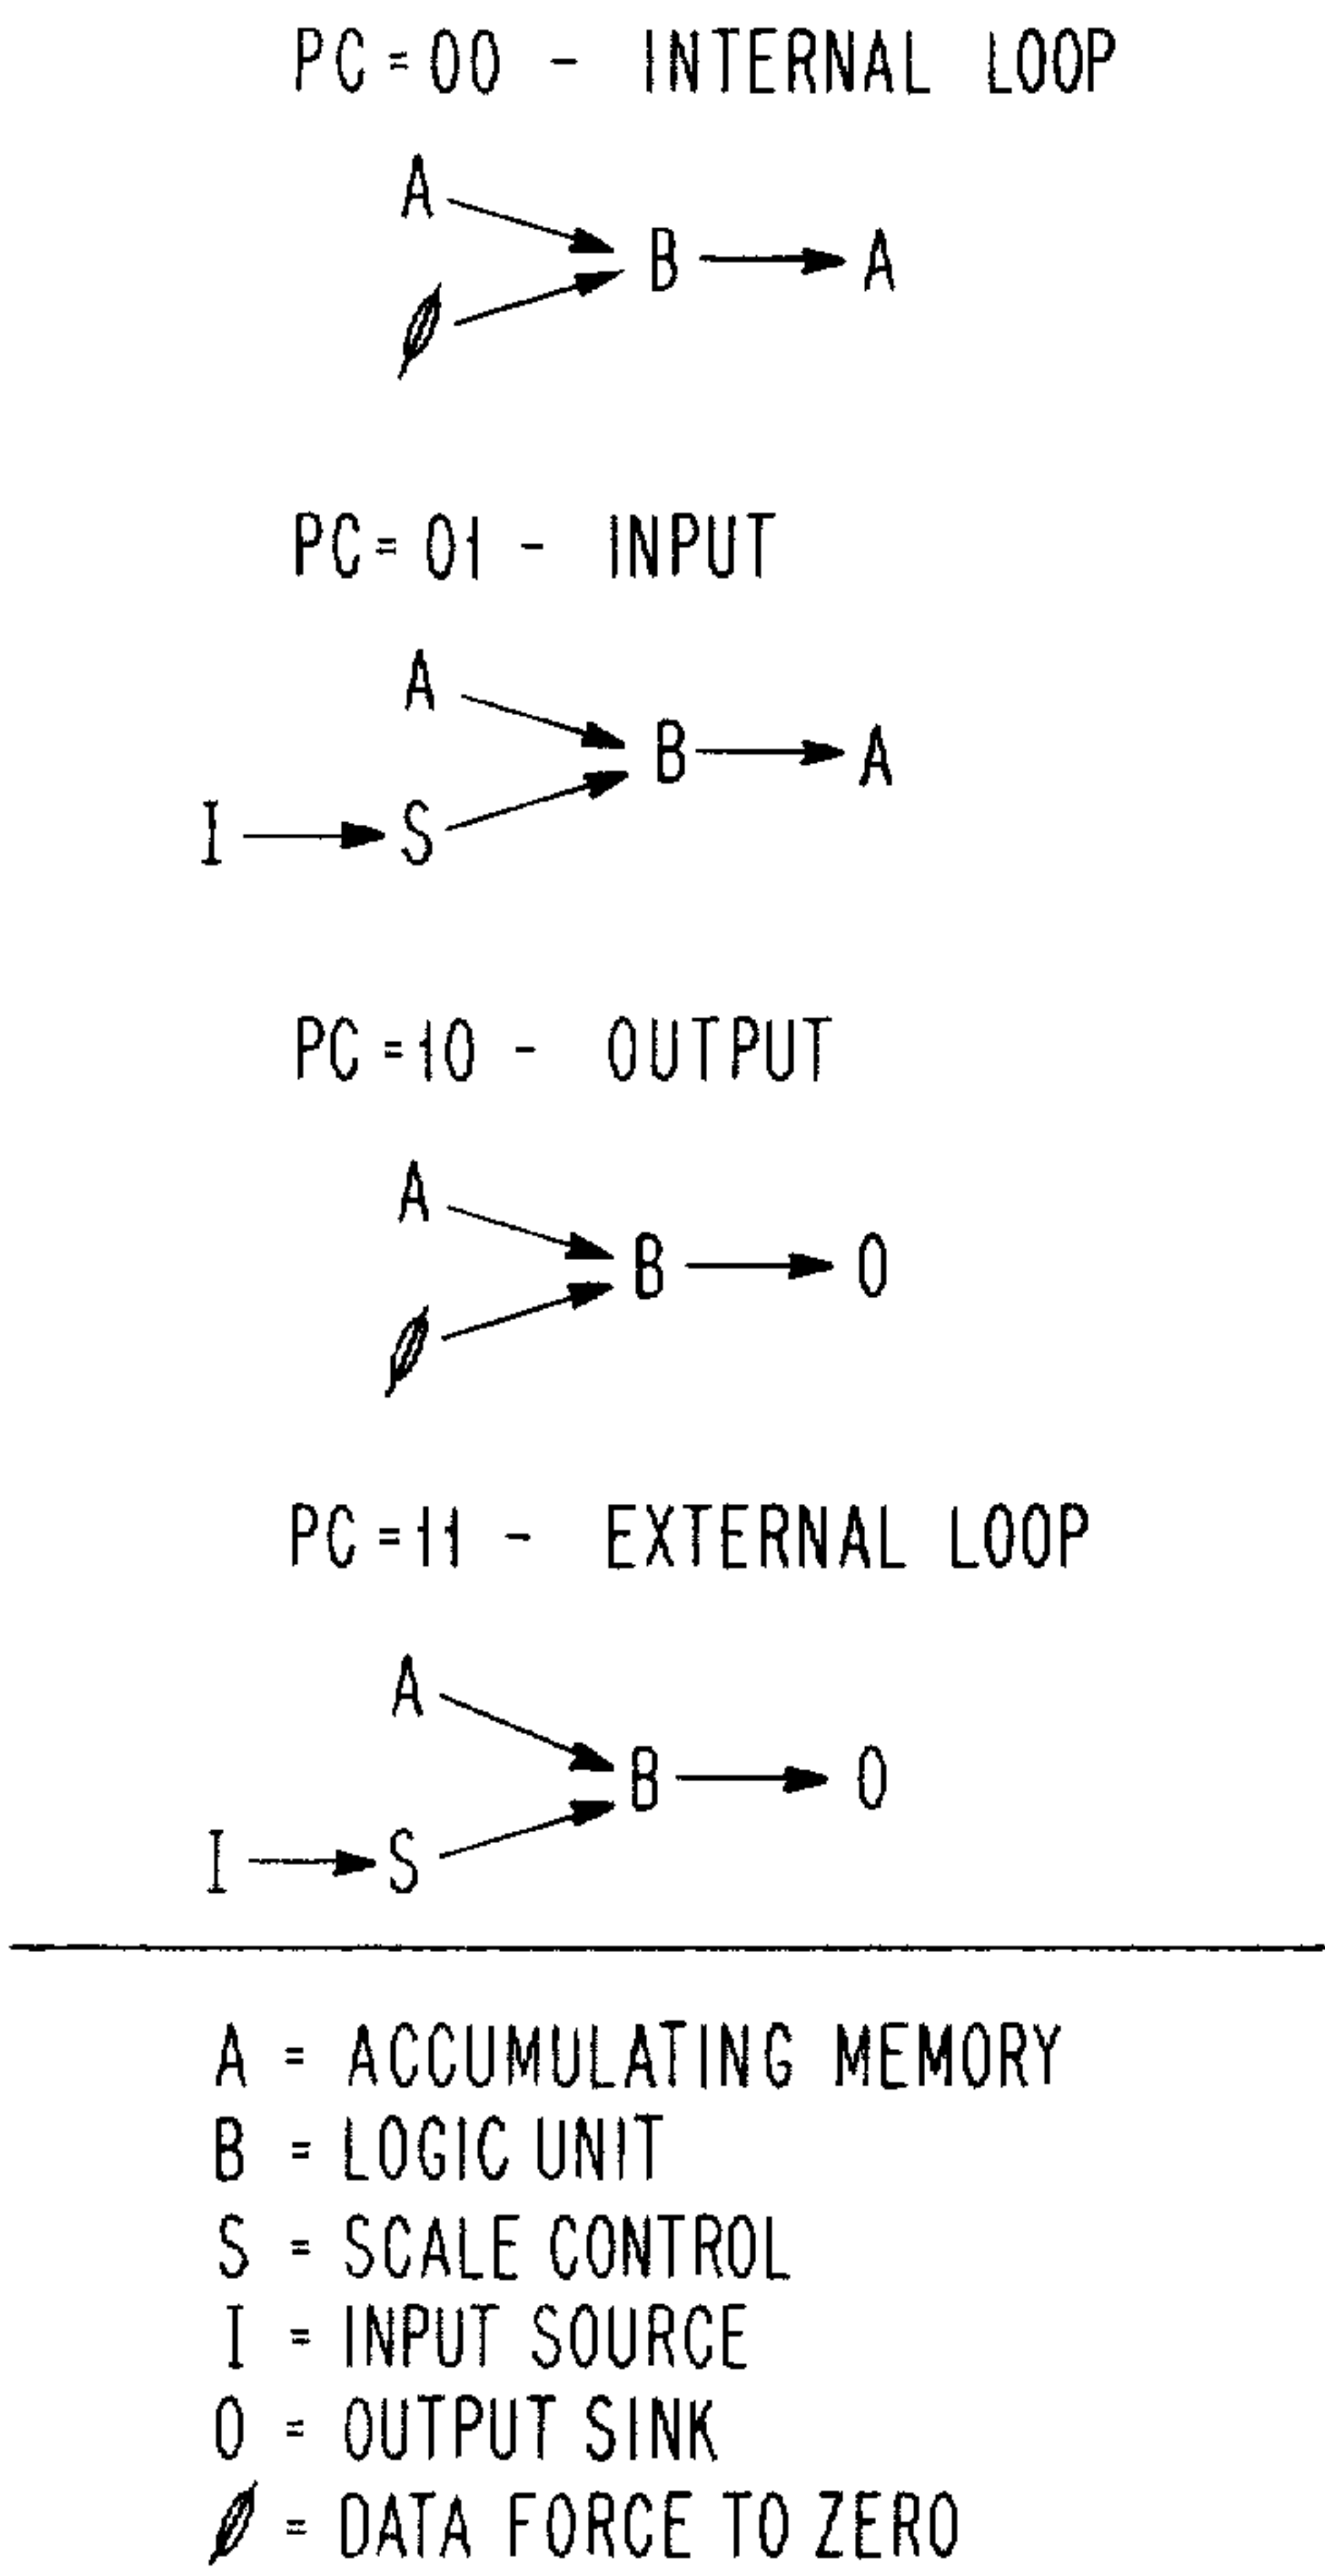 PC=00 - INTERNAL LOOP
A
B A
∅
PC=01 - INPUT
A
B A
I S
PC=10 - OUTPUT
A
B O
∅
PC=11 - EXTERNAL LOOP
A
B O
I S
A = ACCUMULATING MEMORY
B = LOGIC UNIT
S = SCALE CONTROL
I = INPUT SOURCE
O = OUTPUT SINK
∅ = DATA FORCE TO ZERO